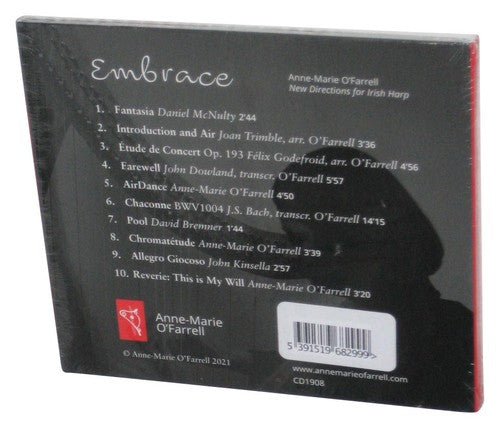 Embrace
Anne-Marie O'Farrell
New Directions for Irish Harp
1. Fantasia Daniel McNulty 2'44
2. Introduction and Air Joan Trimble, arr. O'Farrell 3'36
3. Étude de Concert Op. 193 Félix Godefroid, arr. O'Farrell 4'56
4. Farewell John Dowland, transcr. O'Farrell 5'57
5. AirDance Anne-Marie O'Farrell 4'50
6. Chaconne BWV1004 J.S. Bach, transcr. O'Farrell 14'15
7. Pool David Bremner 1'44
8. Chromatétude Anne-Marie O'Farrell 3'39
9. Allegro Giocoso John Kinsella 2'57
10. Reverie: This is My Will Anne-Marie O'Farrell 3'20
Anne-Marie
O'Farrell
© Anne-Marie O'Farrell 2021
5 391519 682999>
www.annemarieofarrell.com
CD1908